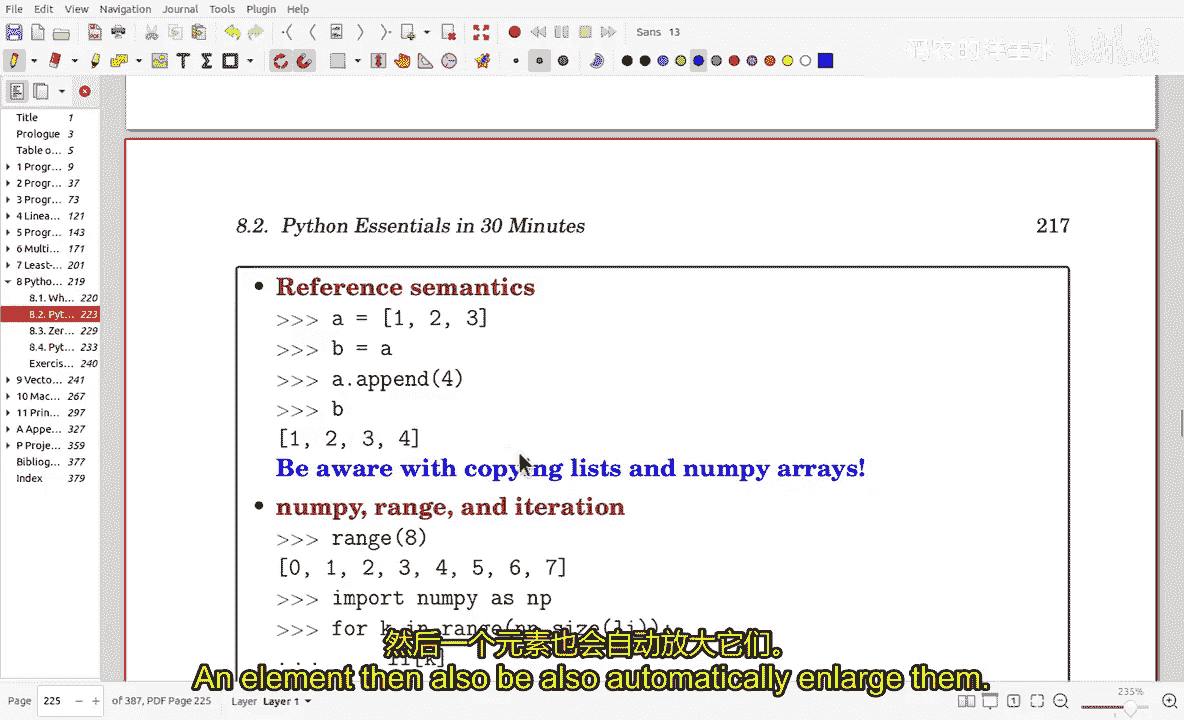 File Edit View Navigation Journal Tools Plugin Help
Sans 13
Title 1
Prologue 3
Table o... 5
1 Progr... 9
2 Progr... 37
3 Progr... 73
4 Linea... 121
5 Progr... 143
6 Multi... 171
7 Least-... 201
8 Pytho... 219
8.1. Wh... 220
8.2. Pyt... 223
8.3. Zer... 229
8.4. Pyt... 233
Exercis... 240
9 Vecto... 241
10 Mac... 267
11 Prin... 297
A Appe... 327
P Proje... 359
Bibliog... 377
Index 379
8.2. Python Essentials in 30 Minutes 217
• Reference semantics
>>> a = [1, 2, 3]
>>> b = a
>>> a.append(4)
>>> b
[1, 2, 3, 4]
Be aware with copying lists and numpy arrays!
• numpy, range, and iteration
>>> range(8)
[0, 1, 2, 3, 4, 5, 6, 7]
>>> import numpy as np
>>> for k in range(np.size(li)):
... li[k]
然后一个元素也会自动放大它们。
An element then also be also automatically enlarge them.
Page 225 − + of 387, PDF Page 225 Layer Layer 1
235%